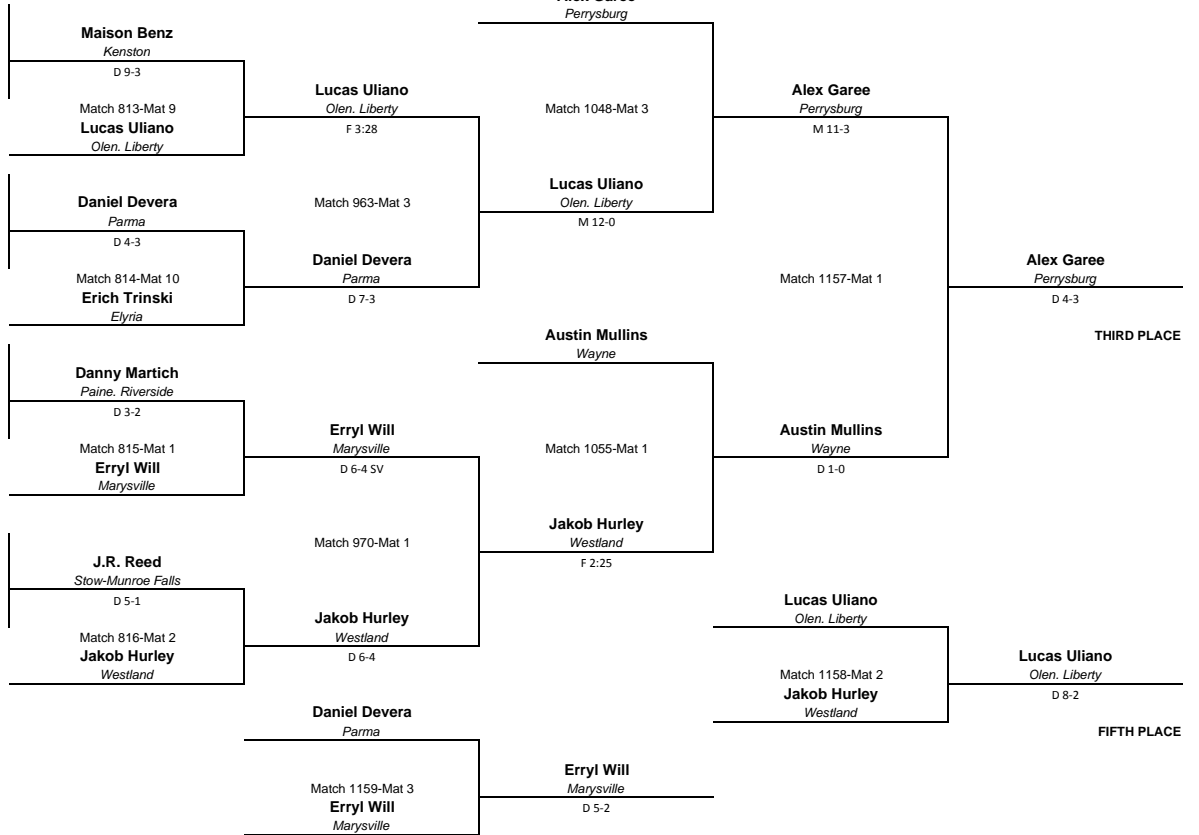 Maison Benz
Kenston
D 9-3
Match 813-Mat 9
Lucas Uliano
Olen. Liberty
Daniel Devera
Parma
D 4-3
Match 814-Mat 10
Erich Trinski
Elyria
Danny Martich
Paine. Riverside
D 3-2
Match 815-Mat 1
Erryl Will
Marysville
J.R. Reed
Stow-Munroe Falls
D 5-1
Match 816-Mat 2
Jakob Hurley
Westland
Lucas Uliano
Olen. Liberty
F 3:28
Match 963-Mat 3
Daniel Devera
Parma
D 7-3
Erryl Will
Marysville
D 6-4 SV
Match 970-Mat 1
Jakob Hurley
Westland
D 6-4
Daniel Devera
Parma
Match 1159-Mat 3
Erryl Will
Marysville
Alex Garee
Perrysburg
Match 1048-Mat 3
Lucas Uliano
Olen. Liberty
M 12-0
Austin Mullins
Wayne
Match 1055-Mat 1
Jakob Hurley
Westland
F 2:25
Erryl Will
Marysville
D 5-2
Alex Garee
Perrysburg
M 11-3
Match 1157-Mat 1
Austin Mullins
Wayne
D 1-0
Lucas Uliano
Olen. Liberty
Match 1158-Mat 2
Jakob Hurley
Westland
Alex Garee
Perrysburg
D 4-3
THIRD PLACE
Lucas Uliano
Olen. Liberty
D 8-2
FIFTH PLACE